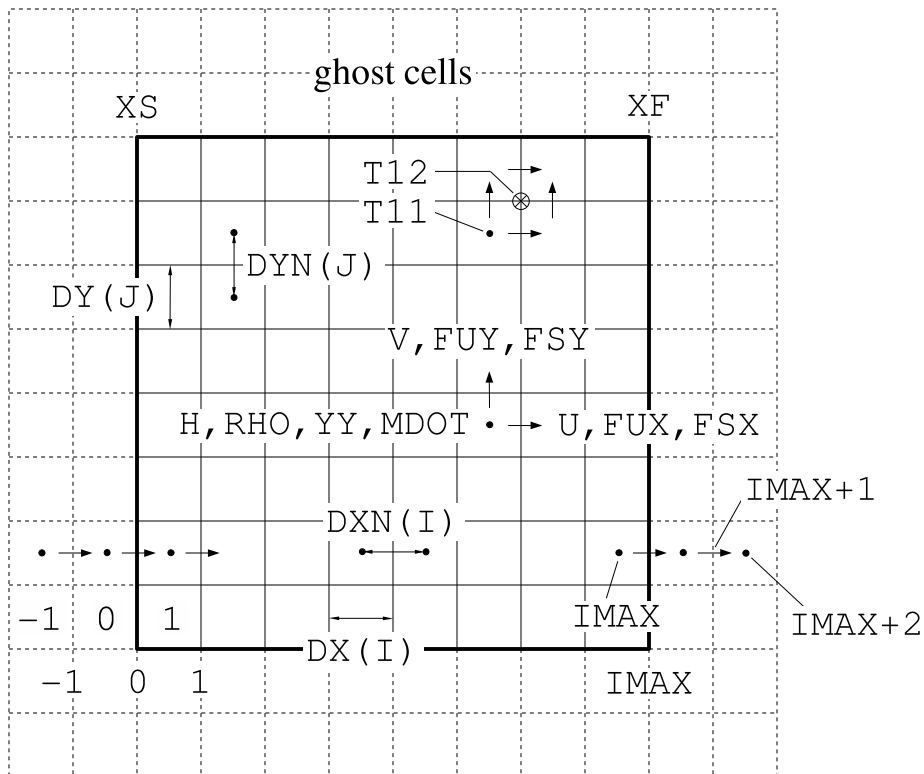 ghost cells
XS
XF
T12
T11
DYN(J)
DY(J)
V,FUY,FSY
H,RHO,YY,MDOT
U,FUX,FSX
IMAX+1
DXN(I)
-1 0 1
IMAX
IMAX+2
DX(I)
-1 0 1
IMAX